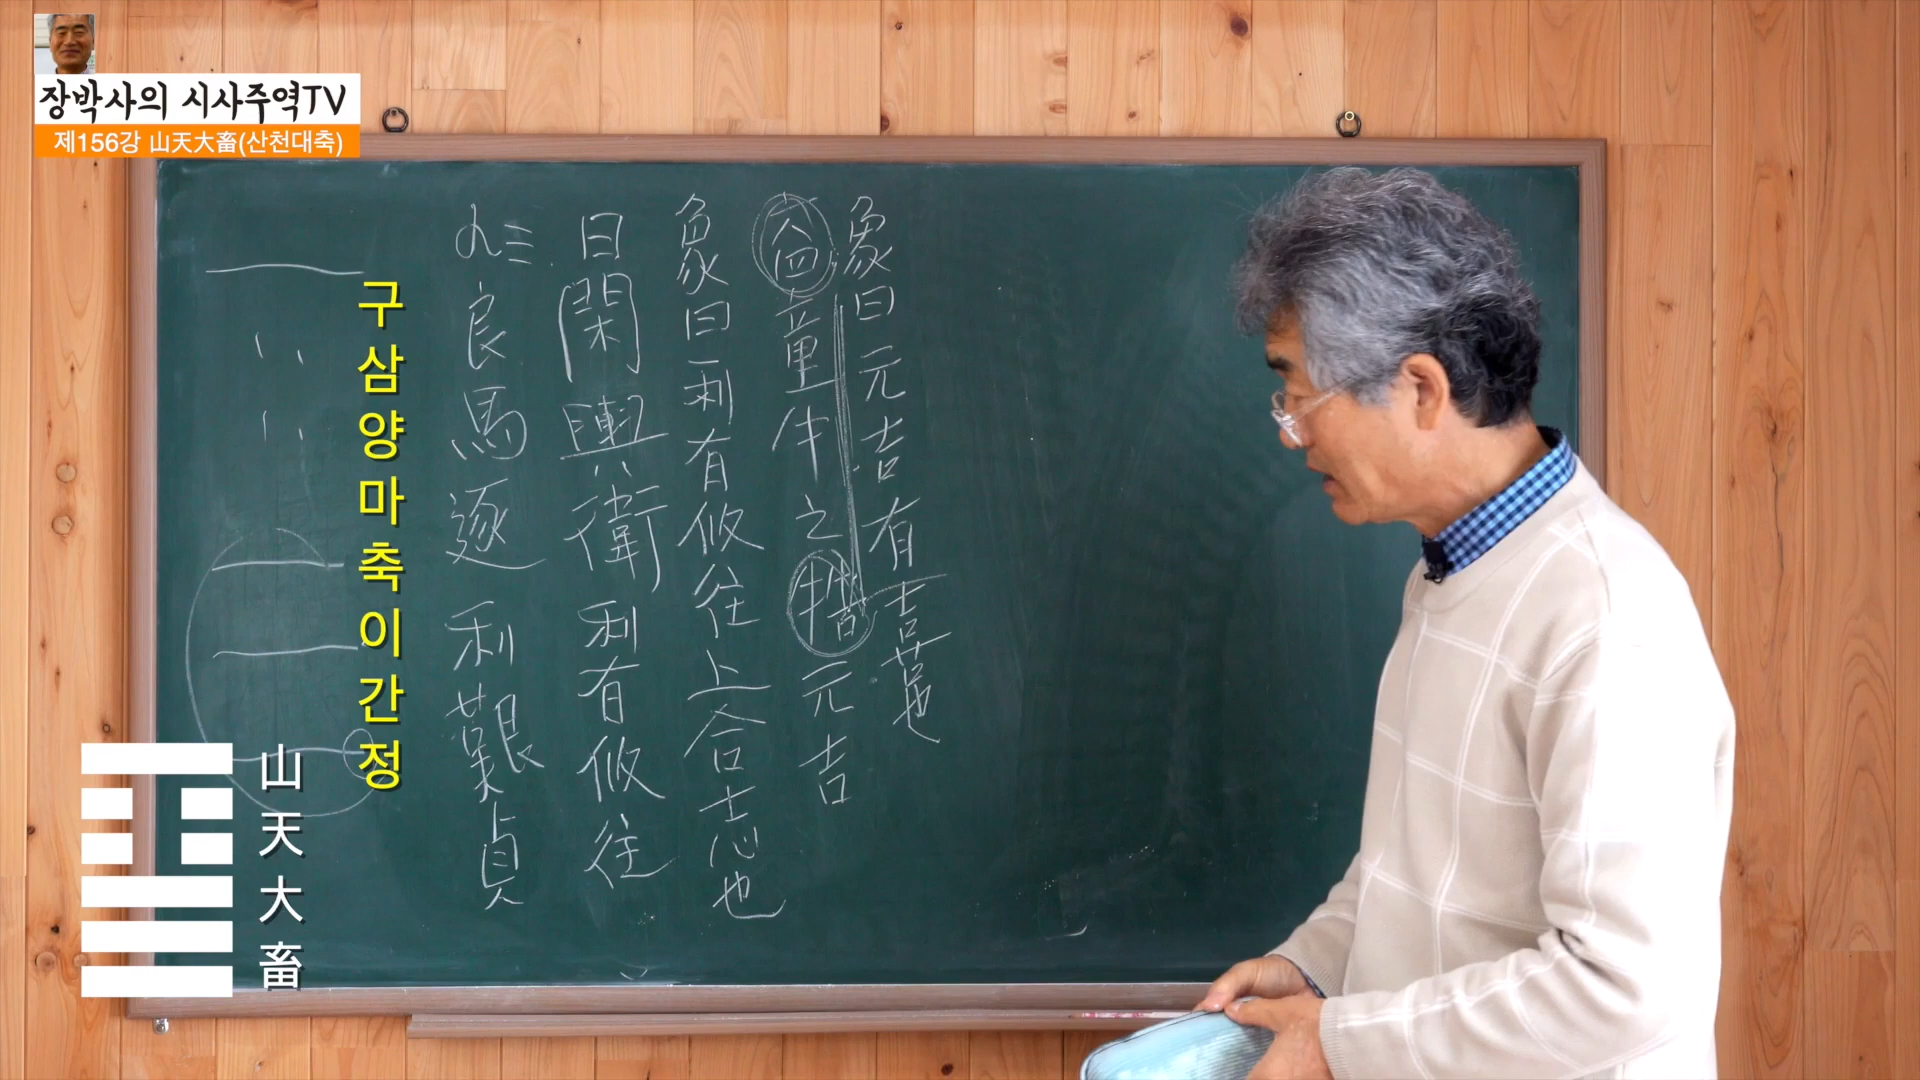 장박사의 시사주역TV
제156강 山天大畜(산천대축)
구삼양마축이간정
九三良馬逐利艱貞
曰閑輿衛利有攸往
象曰利有攸往上合志也
六四童牛之牿元吉
象曰元吉有喜也
山天大畜